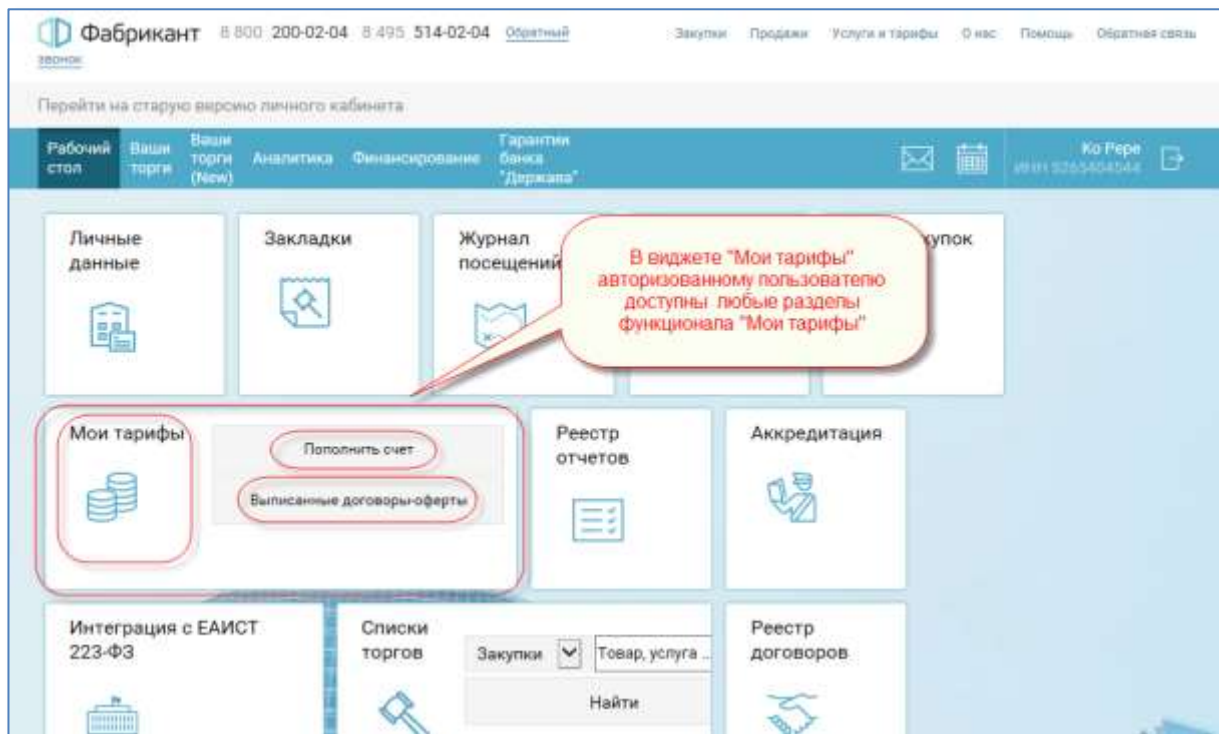 Фабрикант 8 800 200-02-04 8 495 514-02-04 Обратный
звонок
Закупки Продажи Услуги и тарифы О нас Помощь Обратная связь
Перейти на старую версию личного кабинета
Рабочий стол
Ваши торги
Ваши торги (New)
Аналитика
Финансирование
Гарантии банка "Держава"
Ko Pepe
ИНН 5265404044
Личные
данные
Закладки
Журнал
посещений
В виджете "Мои тарифы"
авторизованному пользователю
доступны любые разделы
функционала "Мои тарифы"
Мои тарифы
Пополнить счет
Выписанные договоры-оферты
Реестр
отчетов
Аккредитация
Интеграция с ЕАИСТ
223-ФЗ
Списки
торгов
Закупки
Товар, услуга ..
Найти
Реестр
договоров